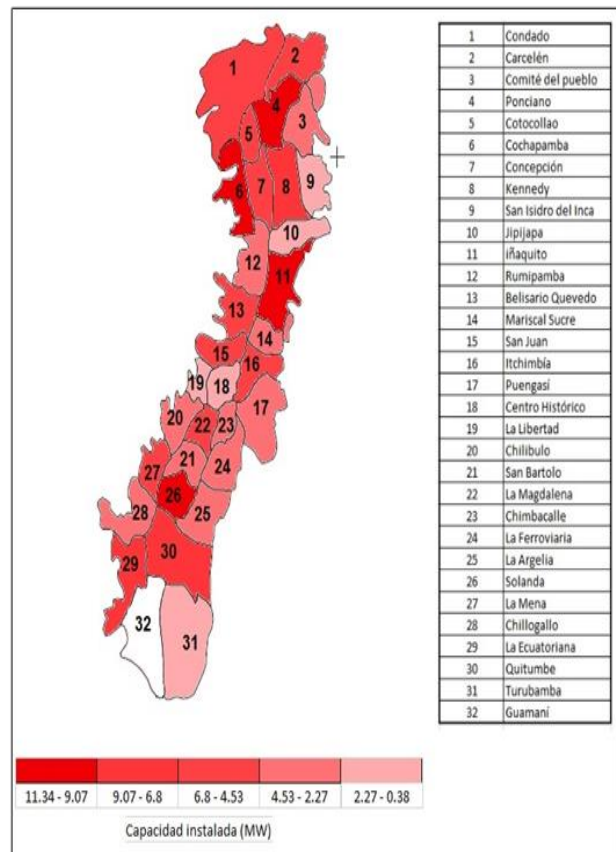 1 Condado
2 Carcelén
3 Comité del pueblo
4 Ponciano
5 Cotocollao
6 Cochapamba
7 Concepción
8 Kennedy
9 San Isidro del Inca
10 Jipijapa
11 iñaquito
12 Rumipamba
13 Belisario Quevedo
14 Mariscal Sucre
15 San Juan
16 Itchimbía
17 Puengasí
18 Centro Histórico
19 La Libertad
20 Chilibulo
21 San Bartolo
22 La Magdalena
23 Chimbacalle
24 La Ferroviaria
25 La Argelia
26 Solanda
27 La Mena
28 Chillogallo
29 La Ecuatoriana
30 Quitumbe
31 Turubamba
32 Guamaní
1
2
3
4
5
6
7
8
9
10
11
12
13
14
15
16
17
18
19
20
21
22
23
24
25
26
27
28
29
30
31
32
11.34 - 9.07 9.07 - 6.8 6.8 - 4.53 4.53 - 2.27 2.27 - 0.38
Capacidad instalada (MW)